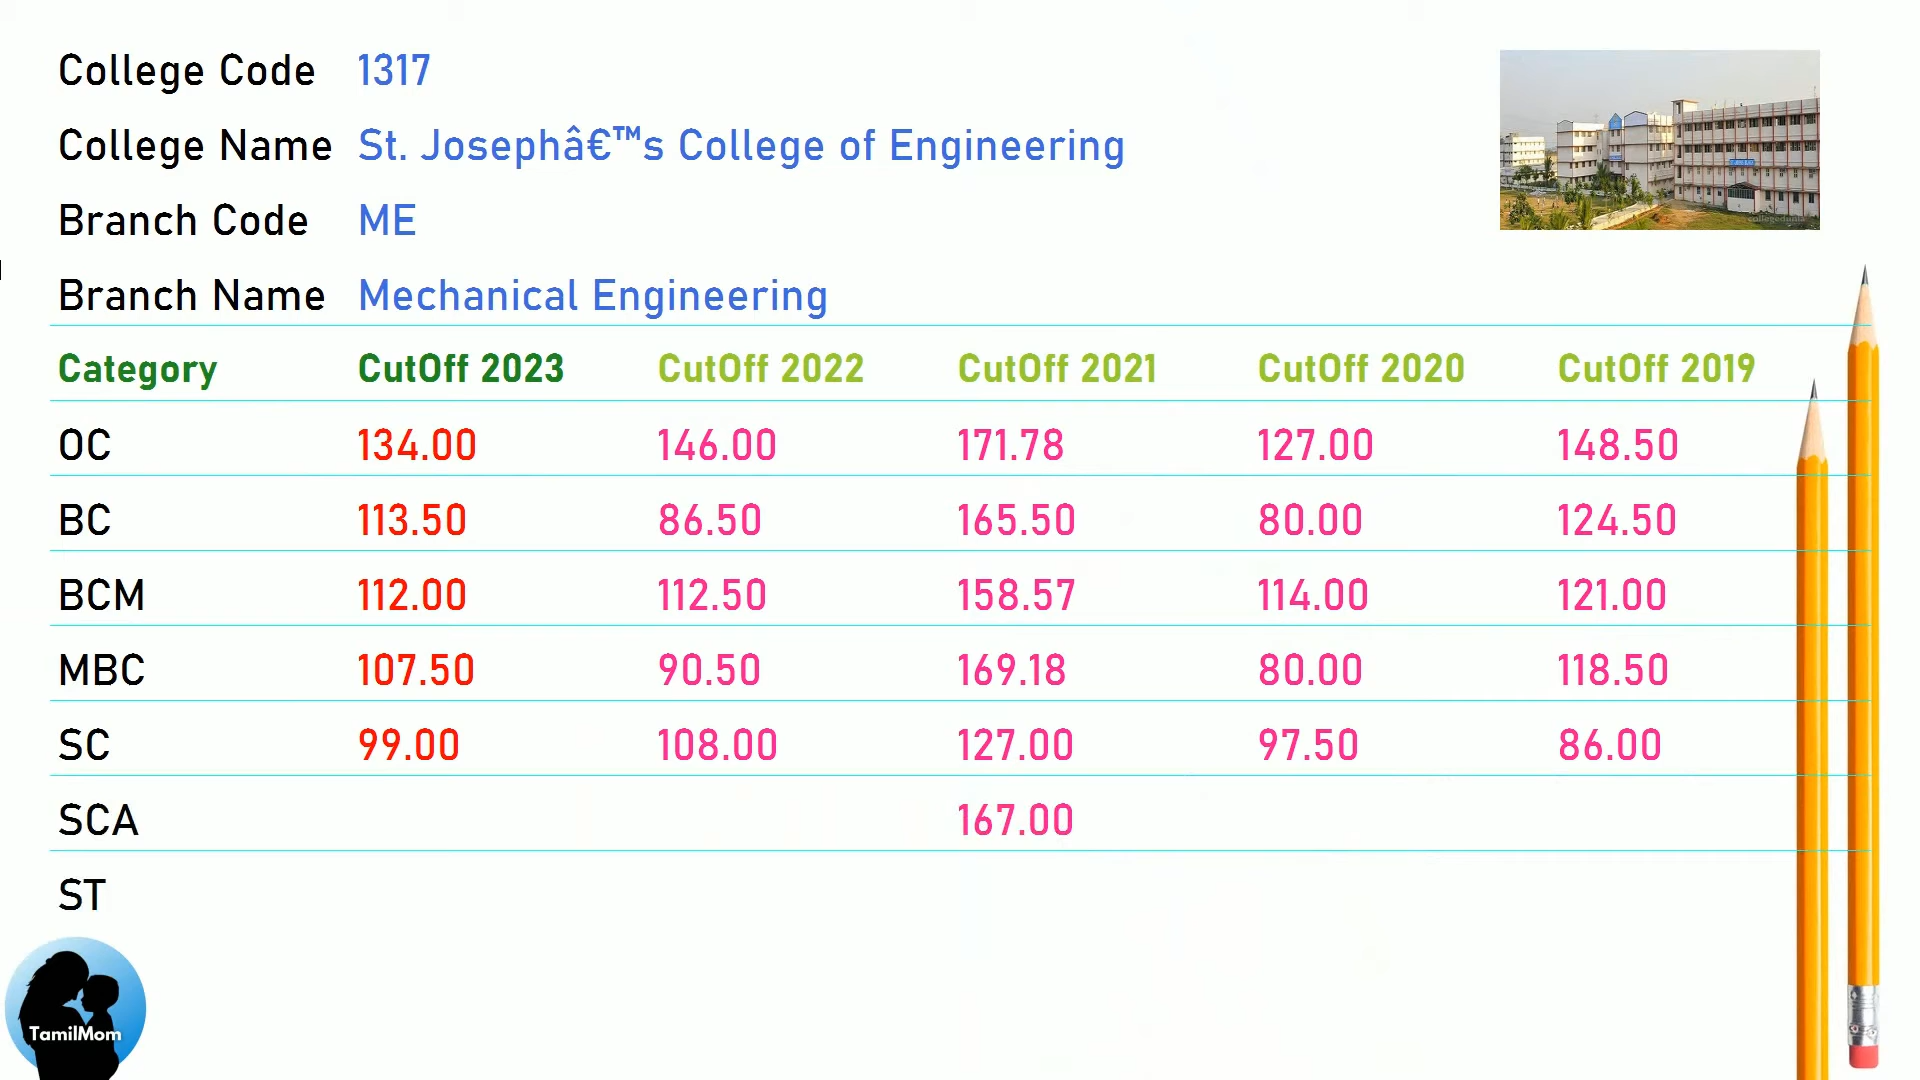 College Code 1317
College Name St. Josephâ€™s College of Engineering
Branch Code ME
Branch Name Mechanical Engineering
Category CutOff 2023 CutOff 2022 CutOff 2021 CutOff 2020 CutOff 2019
OC 134.00 146.00 171.78 127.00 148.50
BC 113.50 86.50 165.50 80.00 124.50
BCM 112.00 112.50 158.57 114.00 121.00
MBC 107.50 90.50 169.18 80.00 118.50
SC 99.00 108.00 127.00 97.50 86.00
SCA 167.00
ST
TamilMom